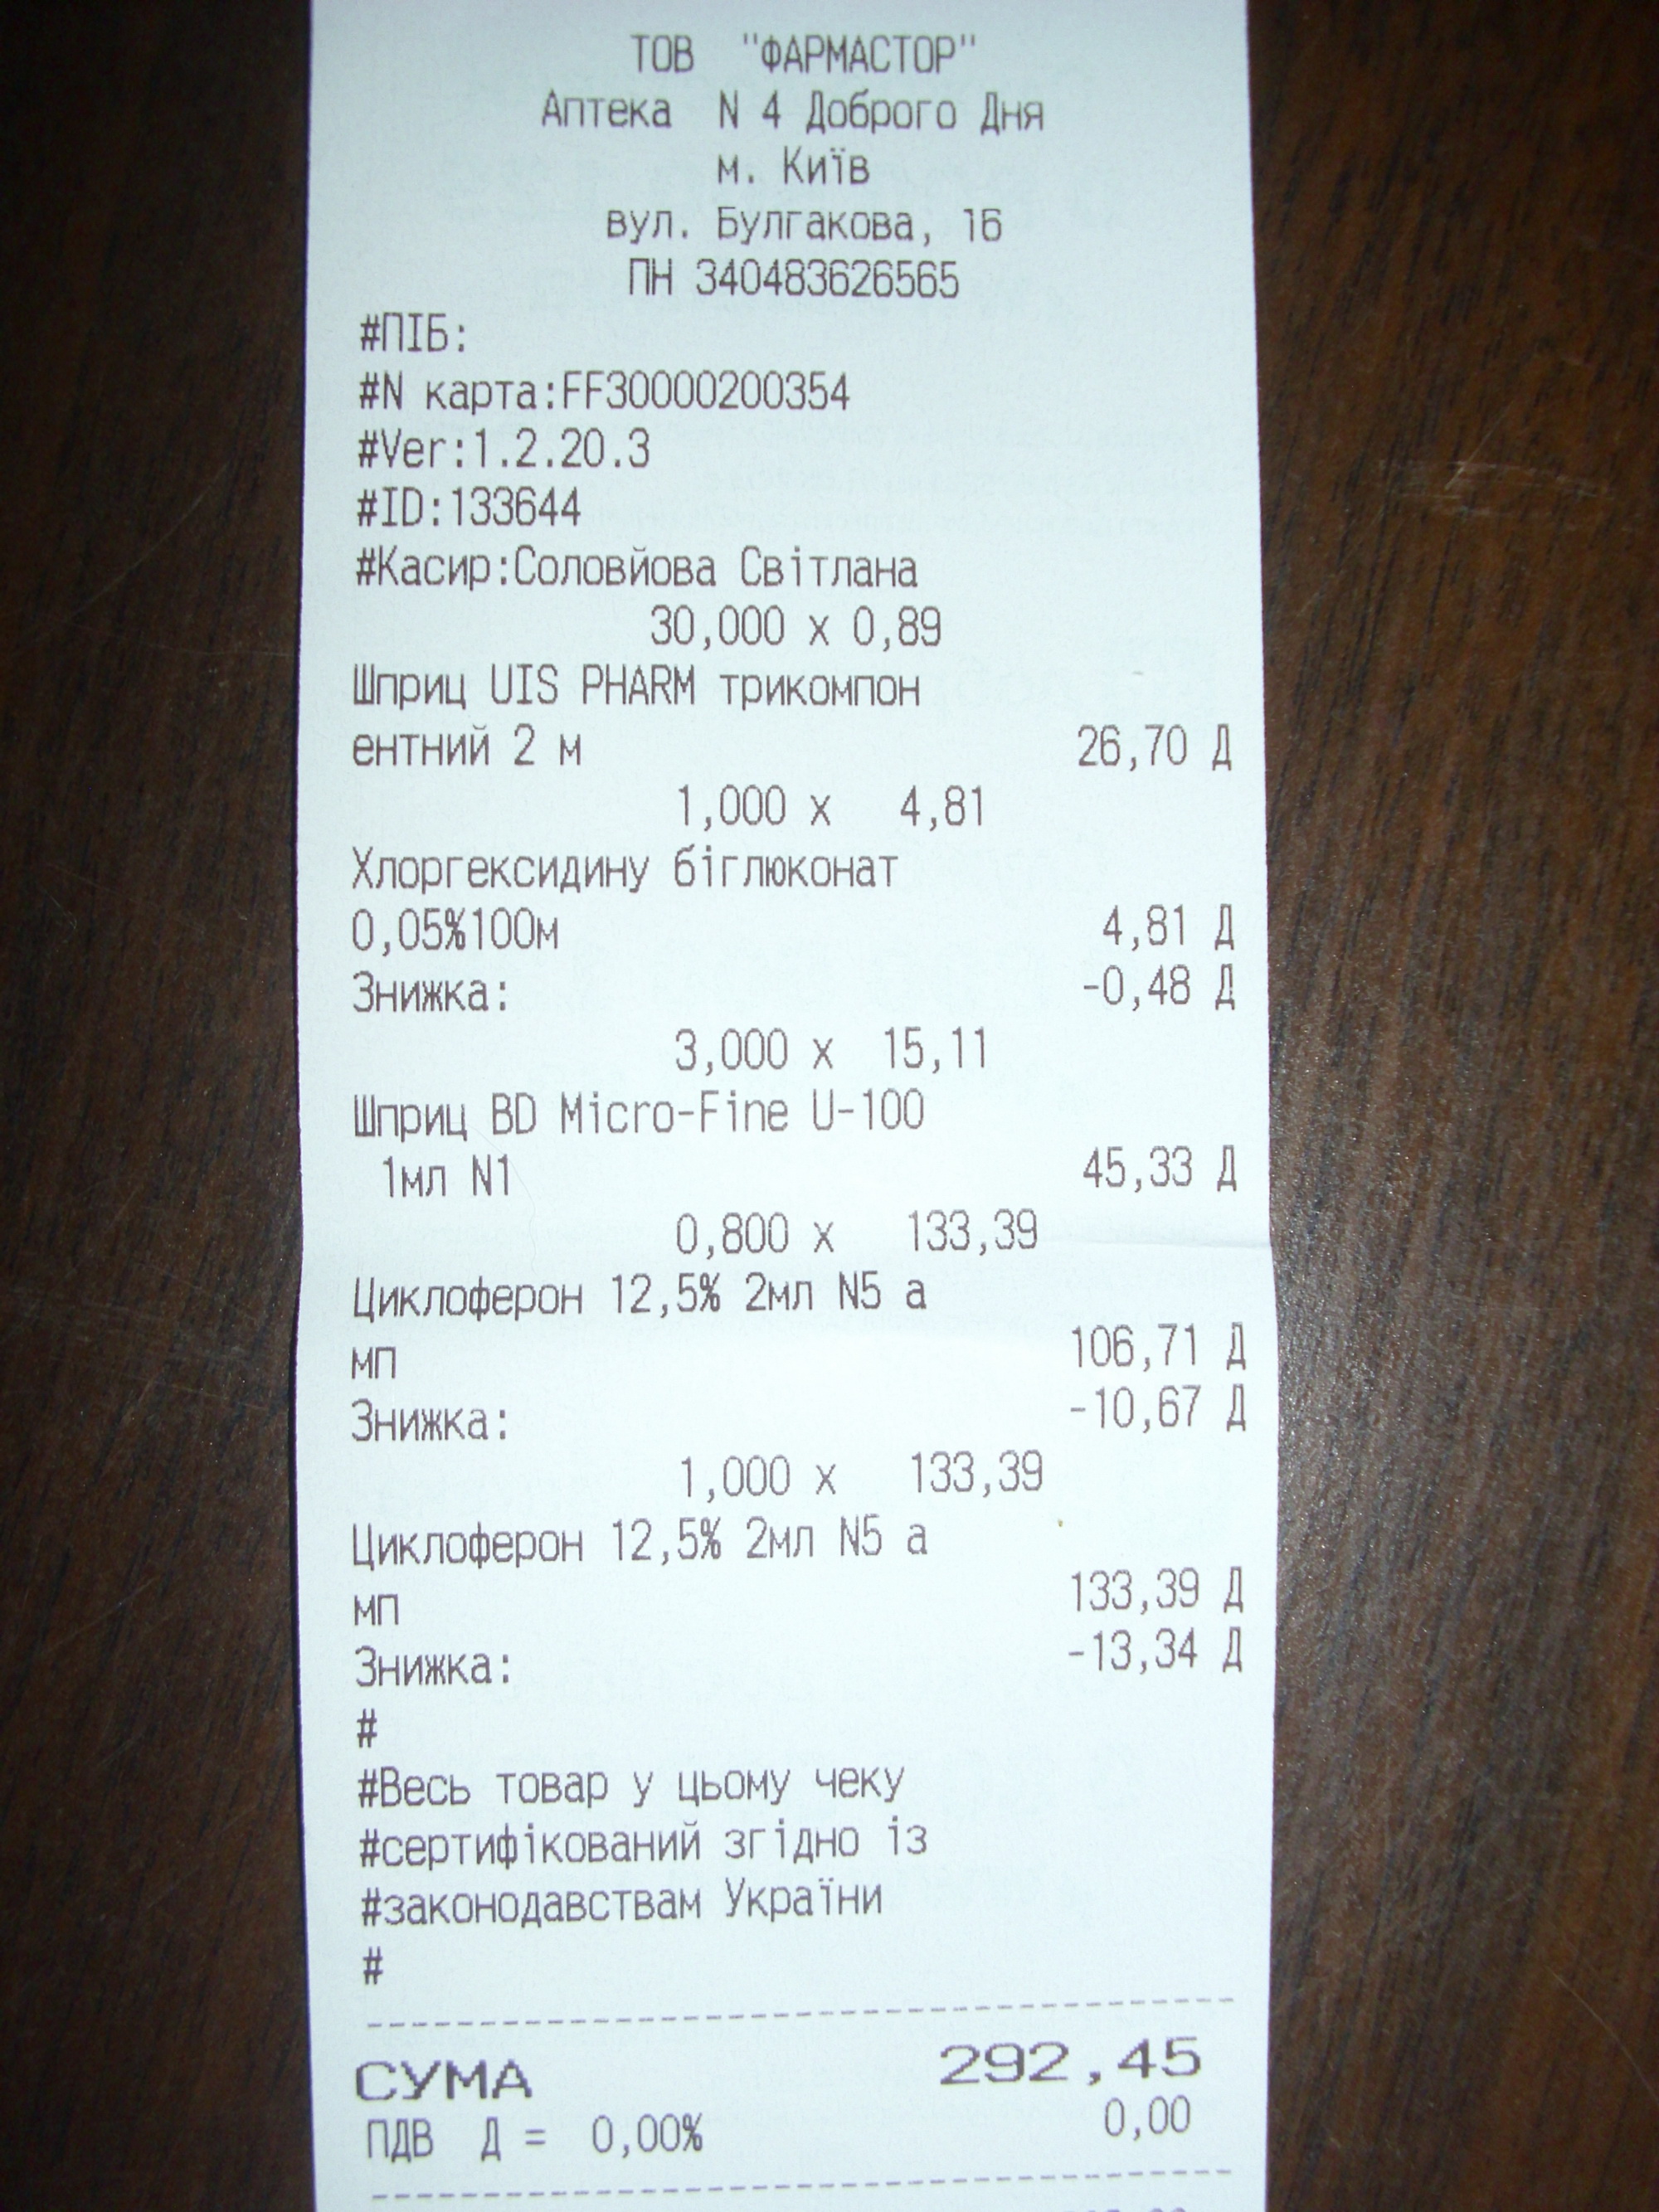 ТОВ "ФАРМАСТОР"
Аптека N 4 Доброго Дня
м. Київ
вул. Булгакова, 16
ПН 340483626565
#ПІБ:
#N карта:FF30000200354
#Ver:1.2.20.3
#ID:133644
#Касир:Соловйова Світлана
30,000 x 0,89
Шприц UIS PHARM трикомпон
ентний 2 м 26,70 Д
1,000 x 4,81
Хлоргексидину біглюконат
0,05%100м 4,81 Д
Знижка: -0,48 Д
3,000 x 15,11
Шприц BD Micro-Fine U-100
1мл N1 45,33 Д
0,800 x 133,39
Циклоферон 12,5% 2мл N5 а
мп 106,71 Д
Знижка: -10,67 Д
1,000 x 133,39
Циклоферон 12,5% 2мл N5 а
мп 133,39 Д
Знижка: -13,34 Д
#
#Весь товар у цьому чеку
#сертифікований згідно із
#законодавствам України
#
СУМА 292,45
ПДВ Д = 0,00% 0,00